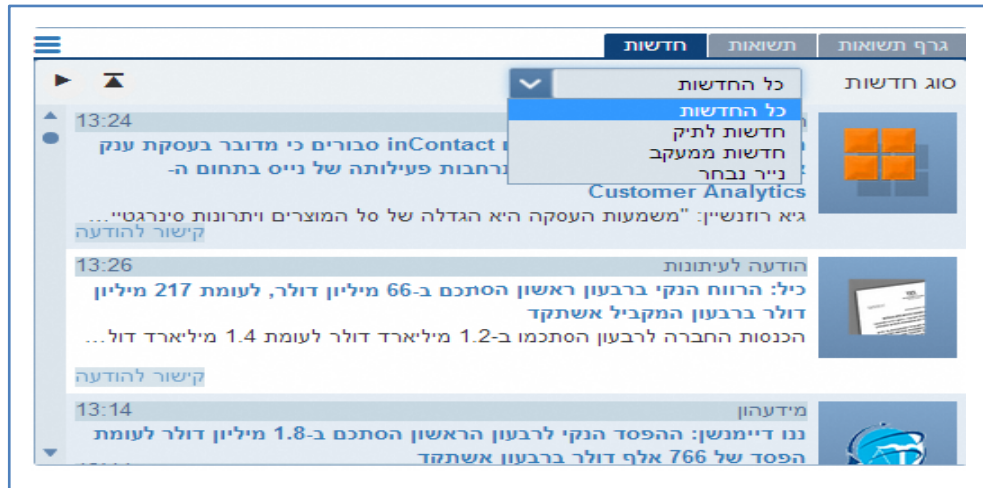 גרף תשואות תשואות חדשות
סוג חדשות כל החדשות
כל החדשות
חדשות לתיק
חדשות ממעקב
נייר נבחר
13:24
inContact סבורים כי מדובר בעסקת ענק
נרחבות פעילותה של נייס בתחום ה-
Customer Analytics
גיא רוזנשיין: "משמעות העסקה היא הגדלה של סל המוצרים ויתרונות סינרגטיי...
קישור להודעה
הודעה לעיתונות 13:26
כיל: הרווח הנקי ברבעון ראשון הסתכם ב-66 מיליון דולר, לעומת 217 מיליון
דולר ברבעון המקביל אשתקד
הכנסות החברה לרבעון הסתכמו ב-1.2 מיליארד דולר לעומת 1.4 מיליארד דול...
קישור להודעה
מידעהון 13:14
ננו דיימנשן: ההפסד הנקי לרבעון הראשון הסתכם ב-1.8 מיליון דולר לעומת
הפסד של 766 אלף דולר ברבעון אשתקד